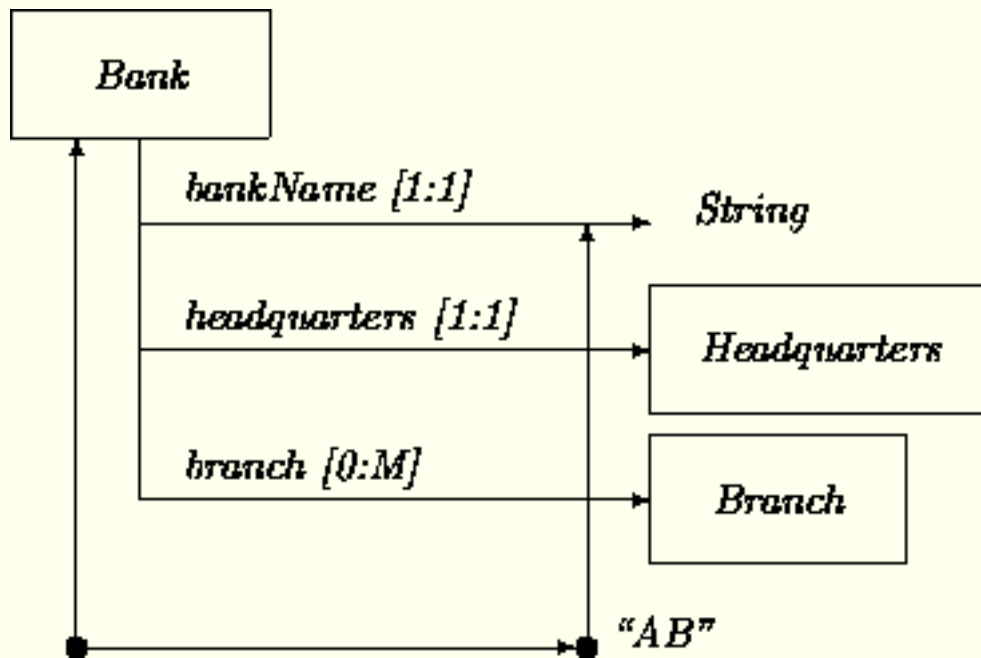 Bank
bankName [1:1]
String
headquarters [1:1]
Headquarters
branch [0:M]
Branch
“AB”